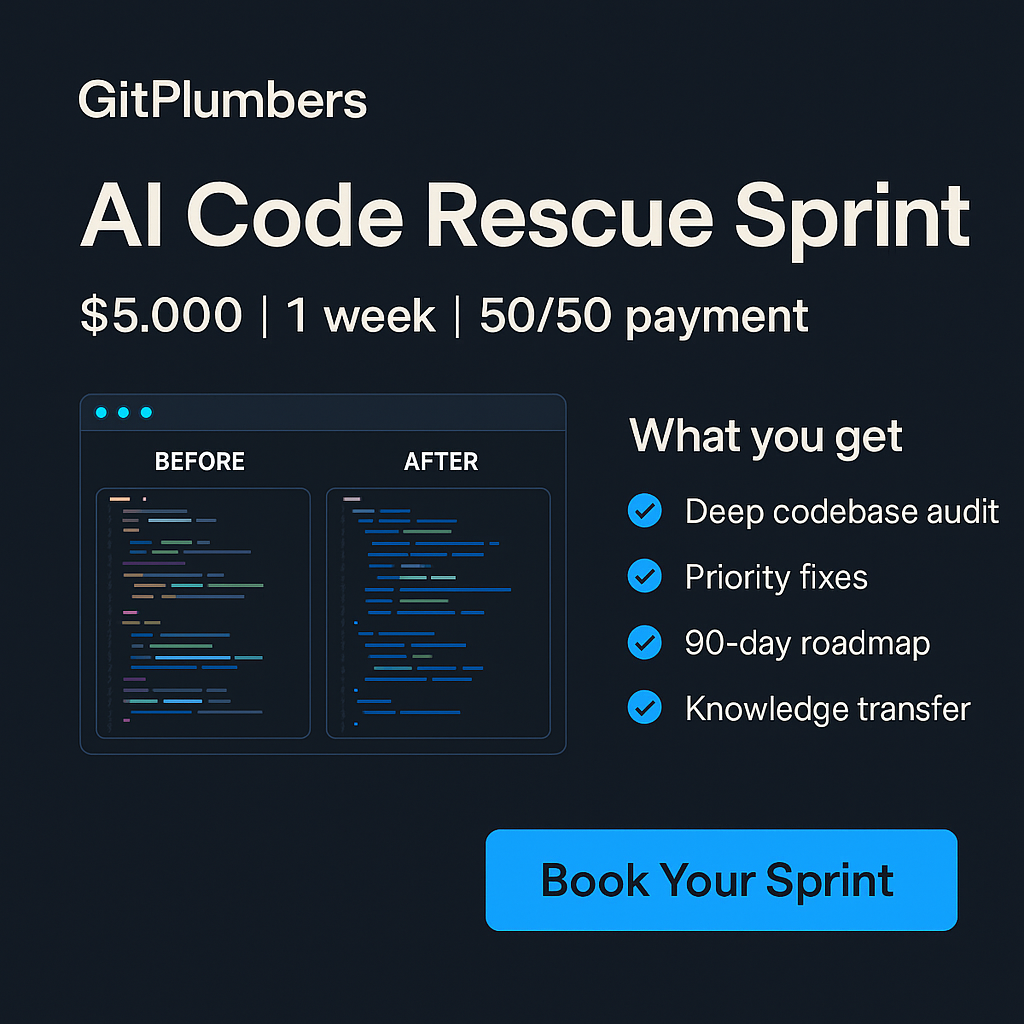 GitPlumbers
AI Code Rescue Sprint
$5.000 | 1 week | 50/50 payment
BEFORE
AFTER
What you get
Deep codebase audit
Priority fixes
90-day roadmap
Knowledge transfer
Book Your Sprint